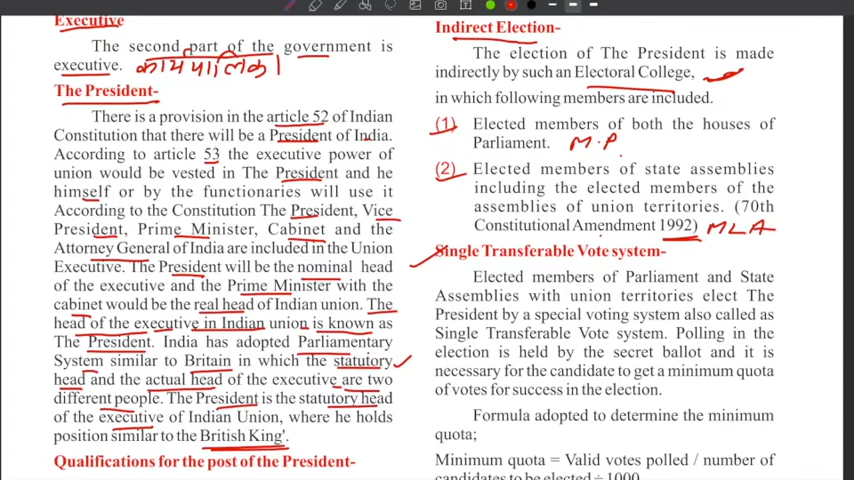 Executive
The second part of the government is
executive. कार्यपालिका
The President-
There is a provision in the article 52 of Indian
Constitution that there will be a President of India.
According to article 53 the executive power of
union would be vested in The President and he
himself or by the functionaries will use it
According to the Constitution The President, Vice
President, Prime Minister, Cabinet and the
Attorney General of India are included in the Union
Executive. The President will be the nominal head
of the executive and the Prime Minister with the
cabinet would be the real head of Indian union. The
head of the executive in Indian union is known as
The President. India has adopted Parliamentary
System similar to Britain in which the statutory
head and the actual head of the executive are two
different people. The President is the statutory head
of the executive of Indian Union, where he holds
position similar to the British King'.
Qualifications for the post of the President-
Indirect Election-
The election of The President is made
indirectly by such an Electoral College,
in which following members are included.
(1) Elected members of both the houses of
Parliament. M.P.
(2) Elected members of state assemblies
including the elected members of the
assemblies of union territories. (70th
Constitutional Amendment 1992) MLA
Single Transferable Vote system-
Elected members of Parliament and State
Assemblies with union territories elect The
President by a special voting system also called as
Single Transferable Vote system. Polling in the
election is held by the secret ballot and it is
necessary for the candidate to get a minimum quota
of votes for success in the election.
Formula adopted to determine the minimum
quota;
Minimum quota = Valid votes polled / number of
candidates to be elected ÷ 1000